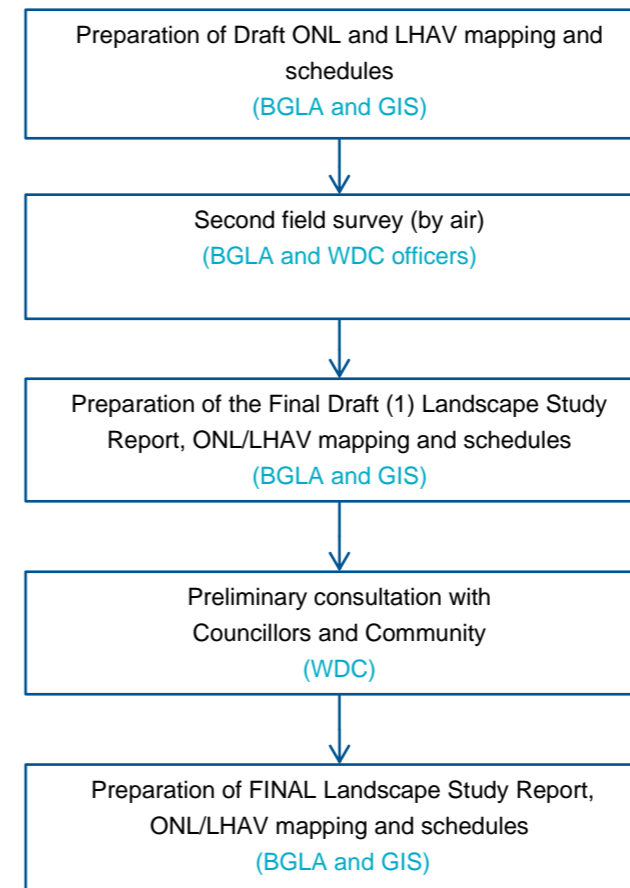 Preparation of Draft ONL and LHAV mapping and
schedules
(BGLA and GIS)
Second field survey (by air)
(BGLA and WDC officers)
Preparation of the Final Draft (1) Landscape Study
Report, ONL/LHAV mapping and schedules
(BGLA and GIS)
Preliminary consultation with
Councillors and Community
(WDC)
Preparation of FINAL Landscape Study Report,
ONL/LHAV mapping and schedules
(BGLA and GIS)